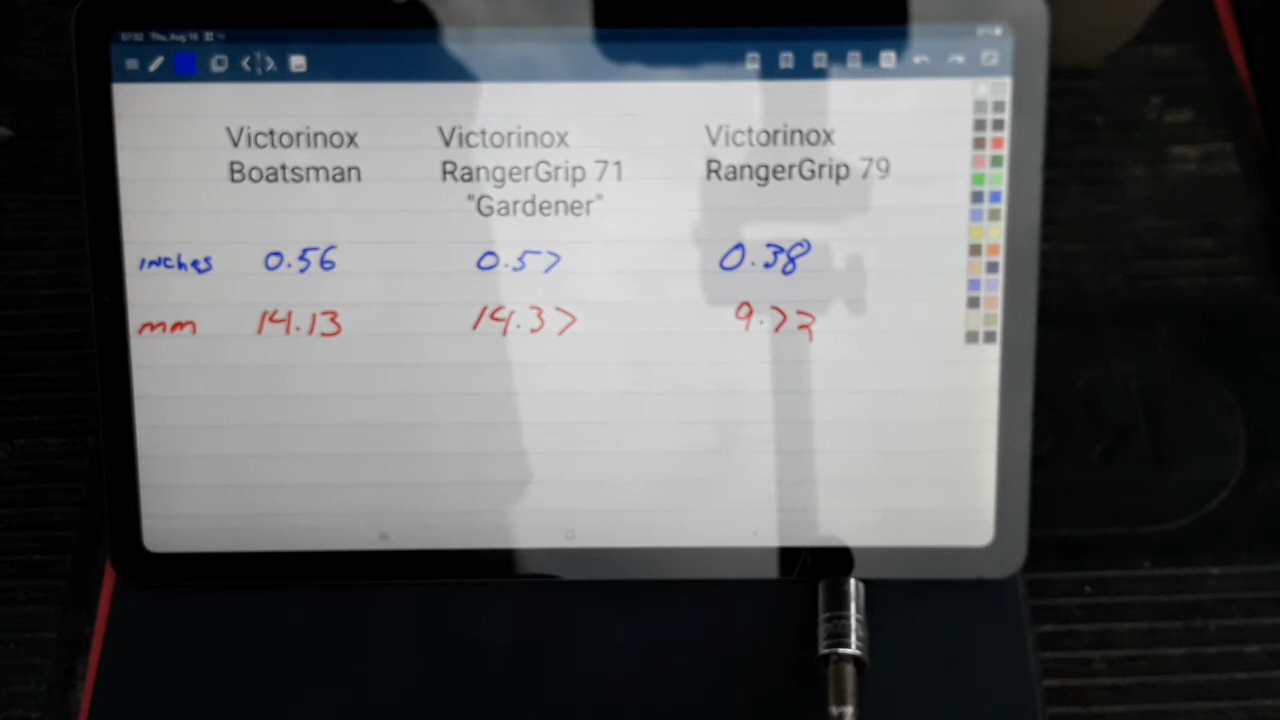 Victorinox Boatsman
Victorinox RangerGrip 71 "Gardener"
Victorinox RangerGrip 79
inches 0.56 0.57 0.38
mm 14.13 14.37 9.73